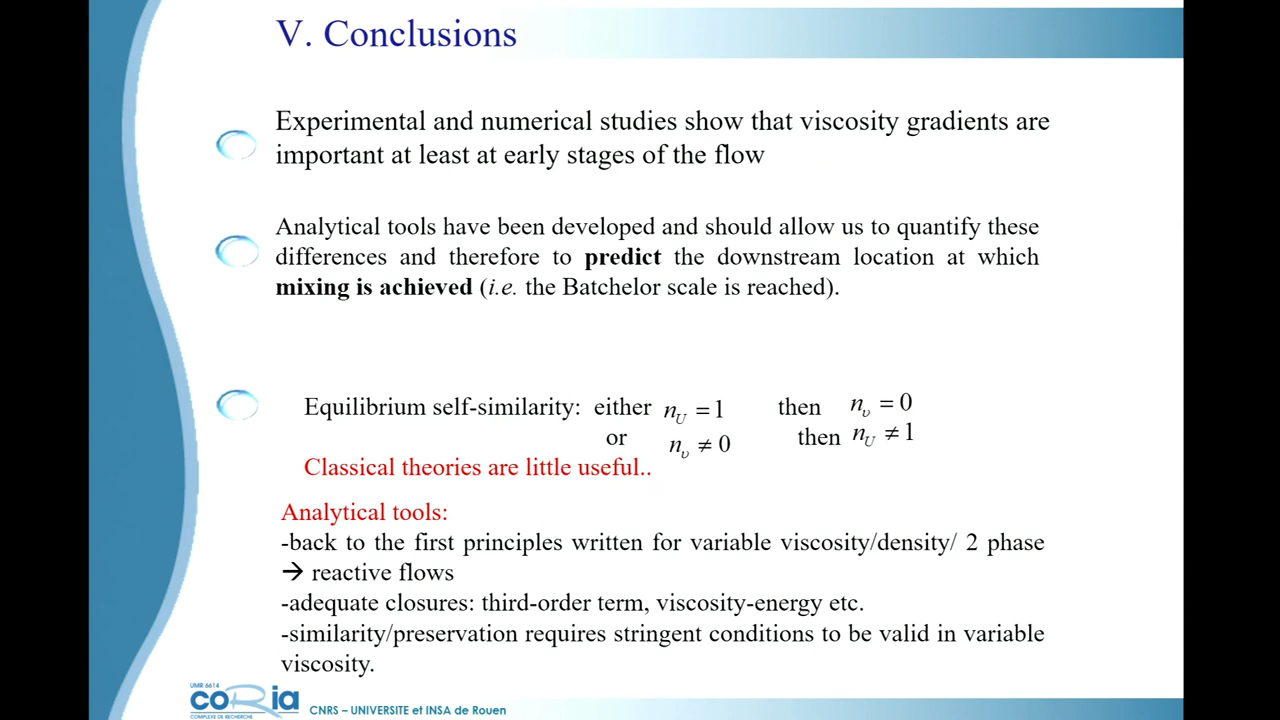 V. Conclusions
Experimental and numerical studies show that viscosity gradients are
important at least at early stages of the flow
Analytical tools have been developed and should allow us to quantify these
differences and therefore to predict the downstream location at which
mixing is achieved (i.e. the Batchelor scale is reached).
Equilibrium self-similarity: either n_U = 1 then n_υ = 0
or n_υ ≠ 0 then n_U ≠ 1
Classical theories are little useful..
Analytical tools:
-back to the first principles written for variable viscosity/density/ 2 phase
→ reactive flows
-adequate closures: third-order term, viscosity-energy etc.
-similarity/preservation requires stringent conditions to be valid in variable
viscosity.
UMR 6614
coRia
COMPLEXE DE RECHERCHE
CNRS – UNIVERSITE et INSA de Rouen